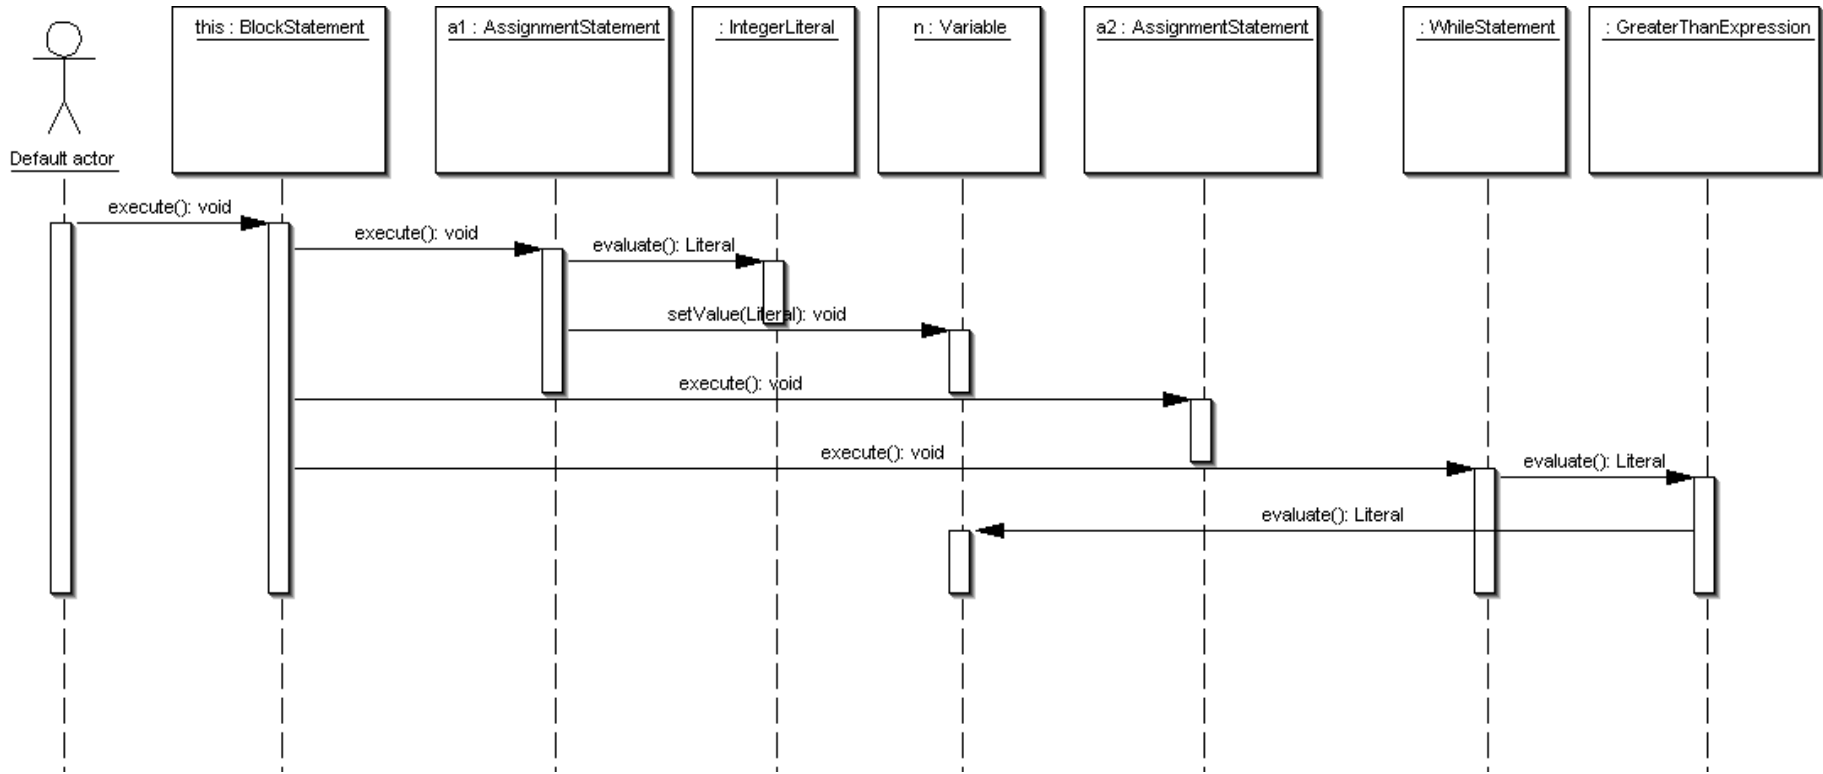 this : BlockStatement
a1 : AssignmentStatement
: IntegerLiteral
n : Variable
a2 : AssignmentStatement
: WhileStatement
: GreaterThanExpression
Default actor
execute(): void
execute(): void
evaluate(): Literal
setValue(Literal): void
execute(): void
execute(): void
evaluate(): Literal
evaluate(): Literal